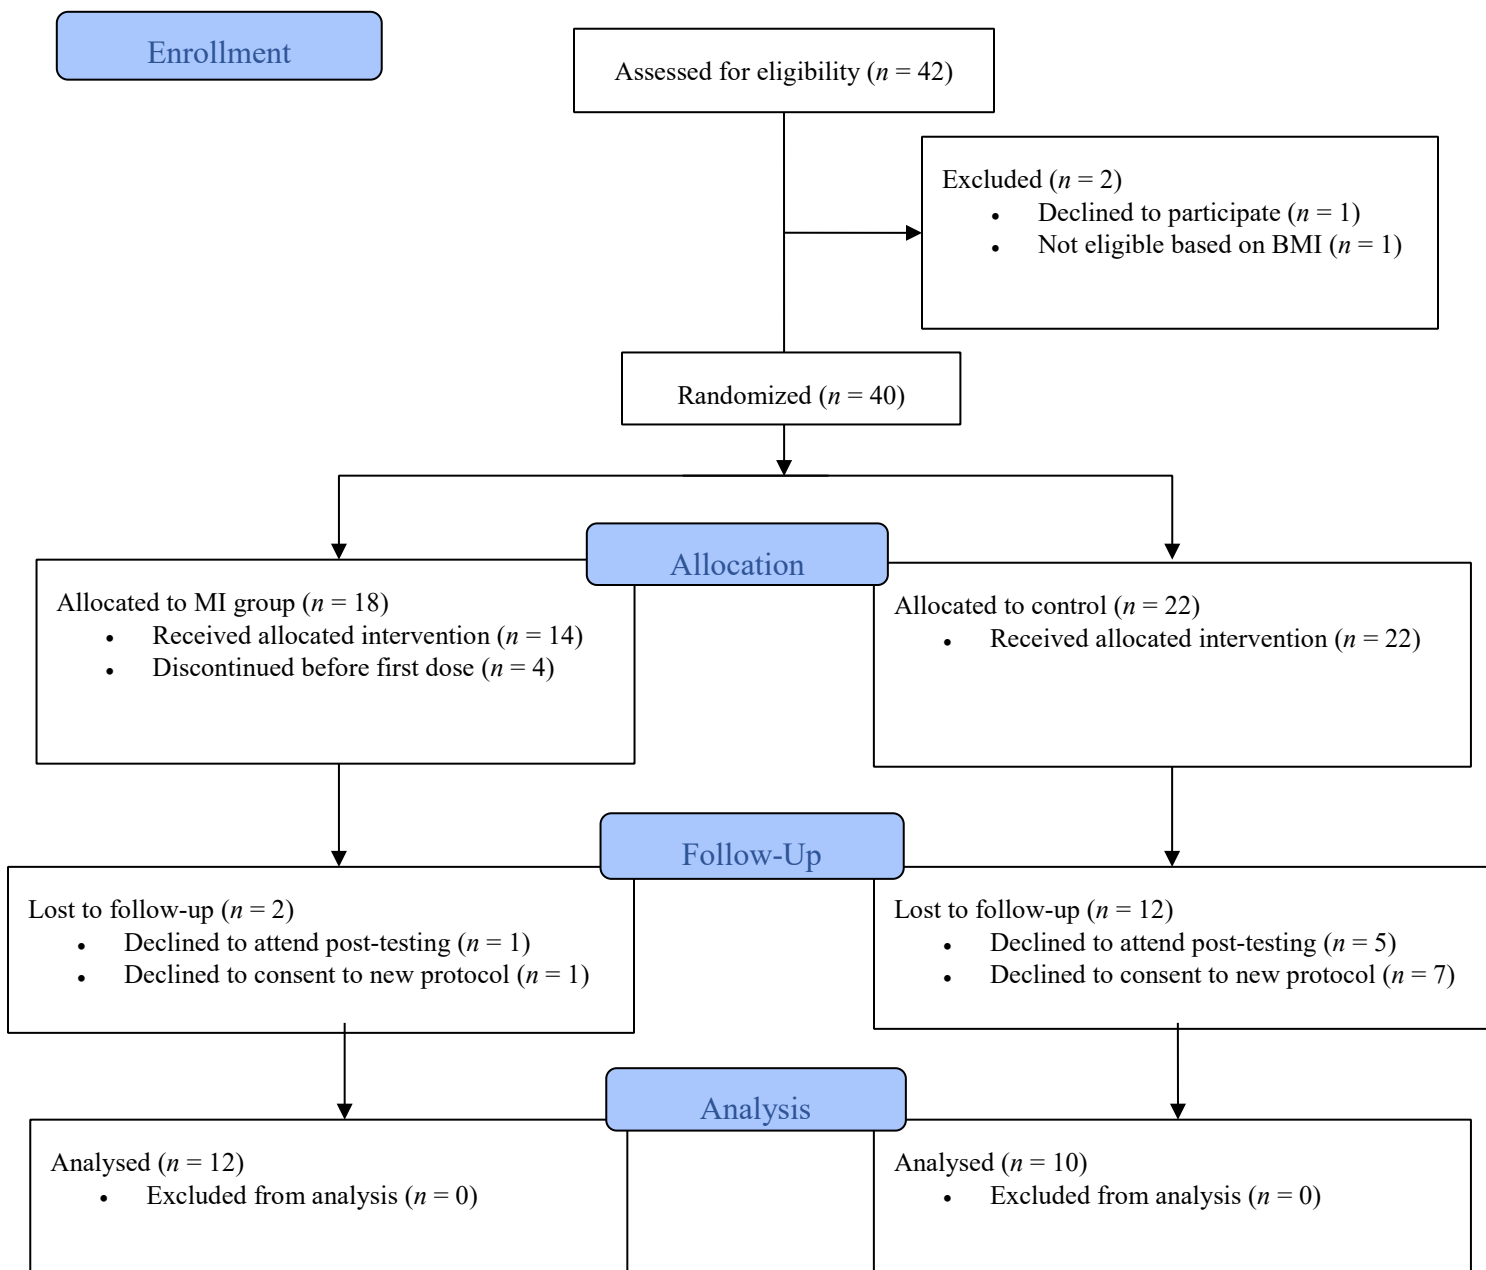 Enrollment
Assessed for eligibility (n = 42)
Excluded (n = 2)
• Declined to participate (n = 1)
• Not eligible based on BMI (n = 1)
Randomized (n = 40)
Allocation
Allocated to MI group (n = 18)
• Received allocated intervention (n = 14)
• Discontinued before first dose (n = 4)
Allocated to control (n = 22)
• Received allocated intervention (n = 22)
Follow-Up
Lost to follow-up (n = 2)
• Declined to attend post-testing (n = 1)
• Declined to consent to new protocol (n = 1)
Lost to follow-up (n = 12)
• Declined to attend post-testing (n = 5)
• Declined to consent to new protocol (n = 7)
Analysis
Analysed (n = 12)
• Excluded from analysis (n = 0)
Analysed (n = 10)
• Excluded from analysis (n = 0)